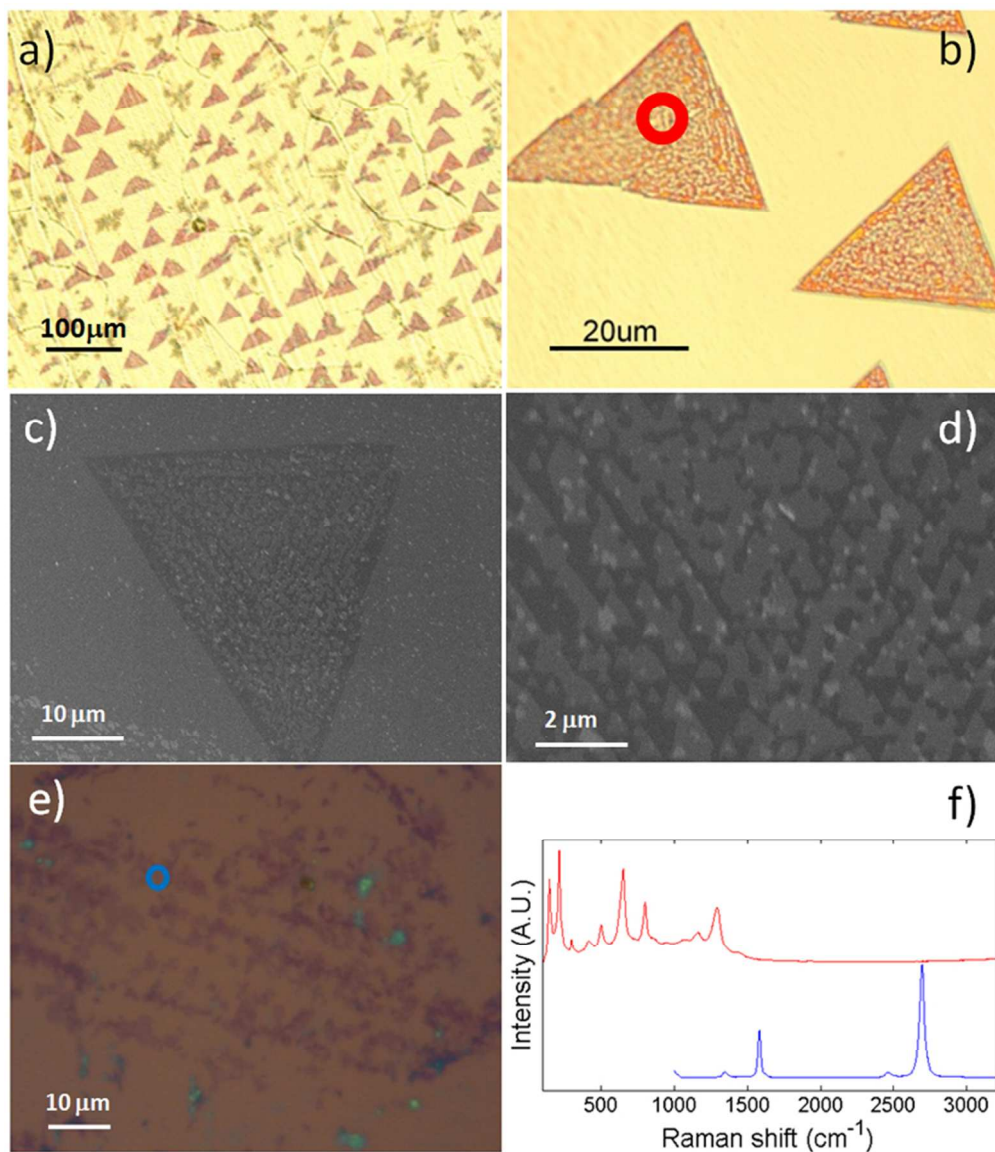 a)
b)
100μm
20um
c)
d)
10 μm
2 μm
e)
f)
10 μm
Intensity (A.U.)
500 1000 1500 2000 2500 3000
Raman shift (cm⁻¹)